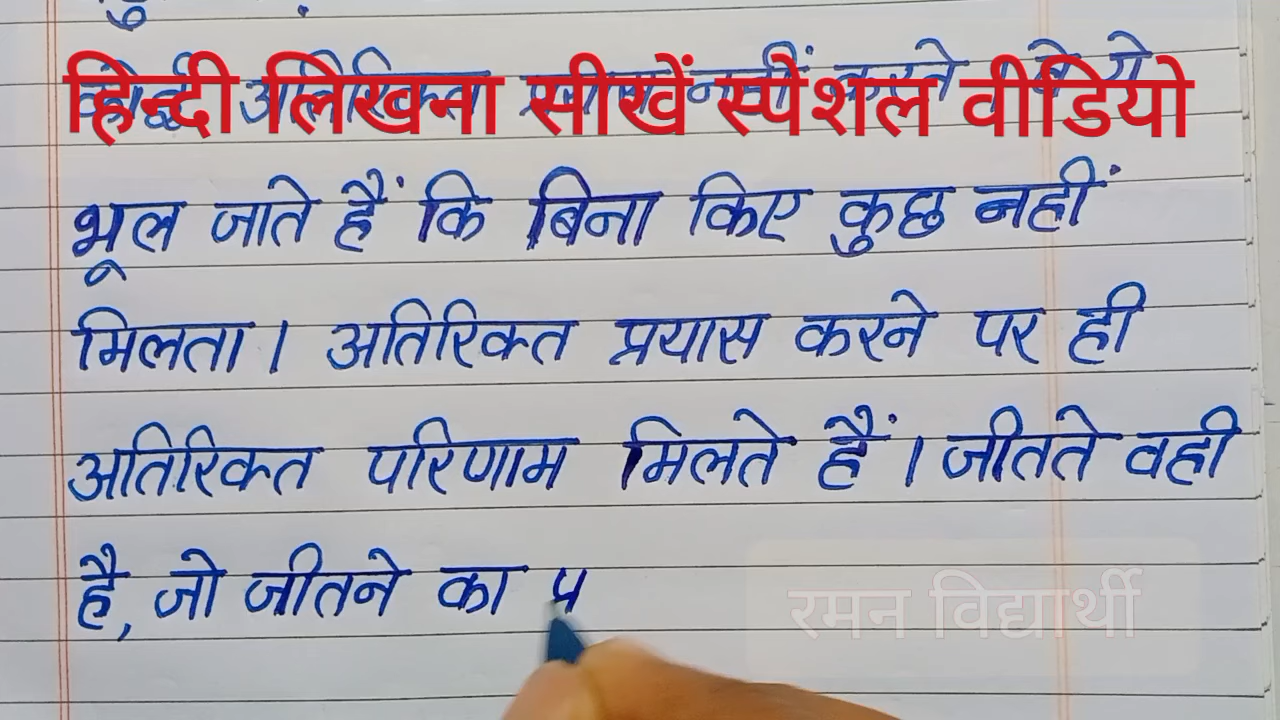 हिन्दी लिखना सीखें स्पेशल वीडियो
भूल जाते हैं कि बिना किए कुछ नहीं
मिलता। अतिरिक्त प्रयास करने पर ही
अतिरिक्त परिणाम मिलते हैं। जीतते वही
है, जो जीतने का
रमन विद्यार्थी